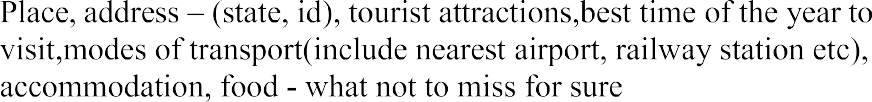 Place, address – (state, id), tourist attractions,best time of the year to
visit,modes of transport(include nearest airport, railway station etc),
accommodation, food - what not to miss for sure